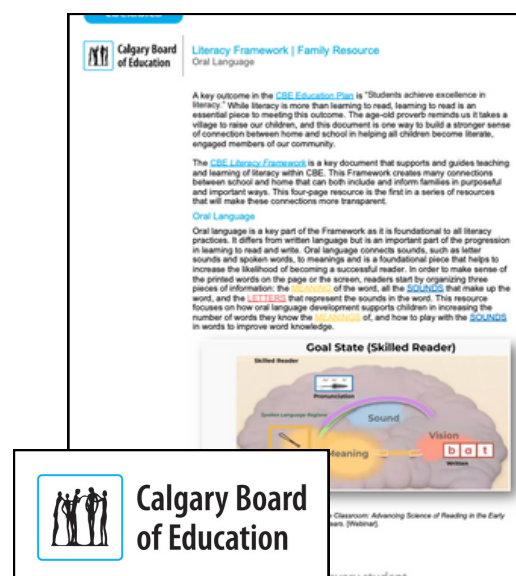 Calgary Board
of Education
Literacy Framework | Family Resource
Oral Language
A key outcome in the CBE Education Plan is "Students achieve excellence in
literacy." While literacy is more than learning to read, learning to read is an
essential piece to meeting this outcome. The age-old proverb reminds us it takes a
village to raise our children, and this document is one way to build a stronger sense
of connection between home and school in helping all children become literate,
engaged members of our community.
The CBE Literacy Framework is a key document that supports and guides teaching
and learning of literacy within CBE. This Framework creates many connections
between school and home that can both include and inform families in purposeful
and important ways. This four-page resource is the first in a series of resources
that will make these connections more transparent.
Oral Language
Oral language is a key part of the Framework as it is foundational to all literacy
practices. It differs from written language but is an important part of the progression
in learning to read and write. Oral language connects sounds, such as letter
sounds and spoken words, to meanings and is a foundational piece that helps to
increase the likelihood of becoming a successful reader. In order to make sense of
the printed words on the page or the screen, readers start by organizing three
pieces of information: the MEANING of the word, all the SOUNDS that make up the
word, and the LETTERS that represent the sounds in the word. This resource
focuses on how oral language development supports children in increasing the
number of words they know the MEANINGS of, and how to play with the SOUNDS
in words to improve word knowledge.
Goal State (Skilled Reader)
Skilled Reader
Pronunciation
Spoken Language Regions
Sound
Vision
Meaning
b a t
Written
Classroom: Advancing Science of Reading in the Early
[Webinar].
Calgary Board
of Education
student